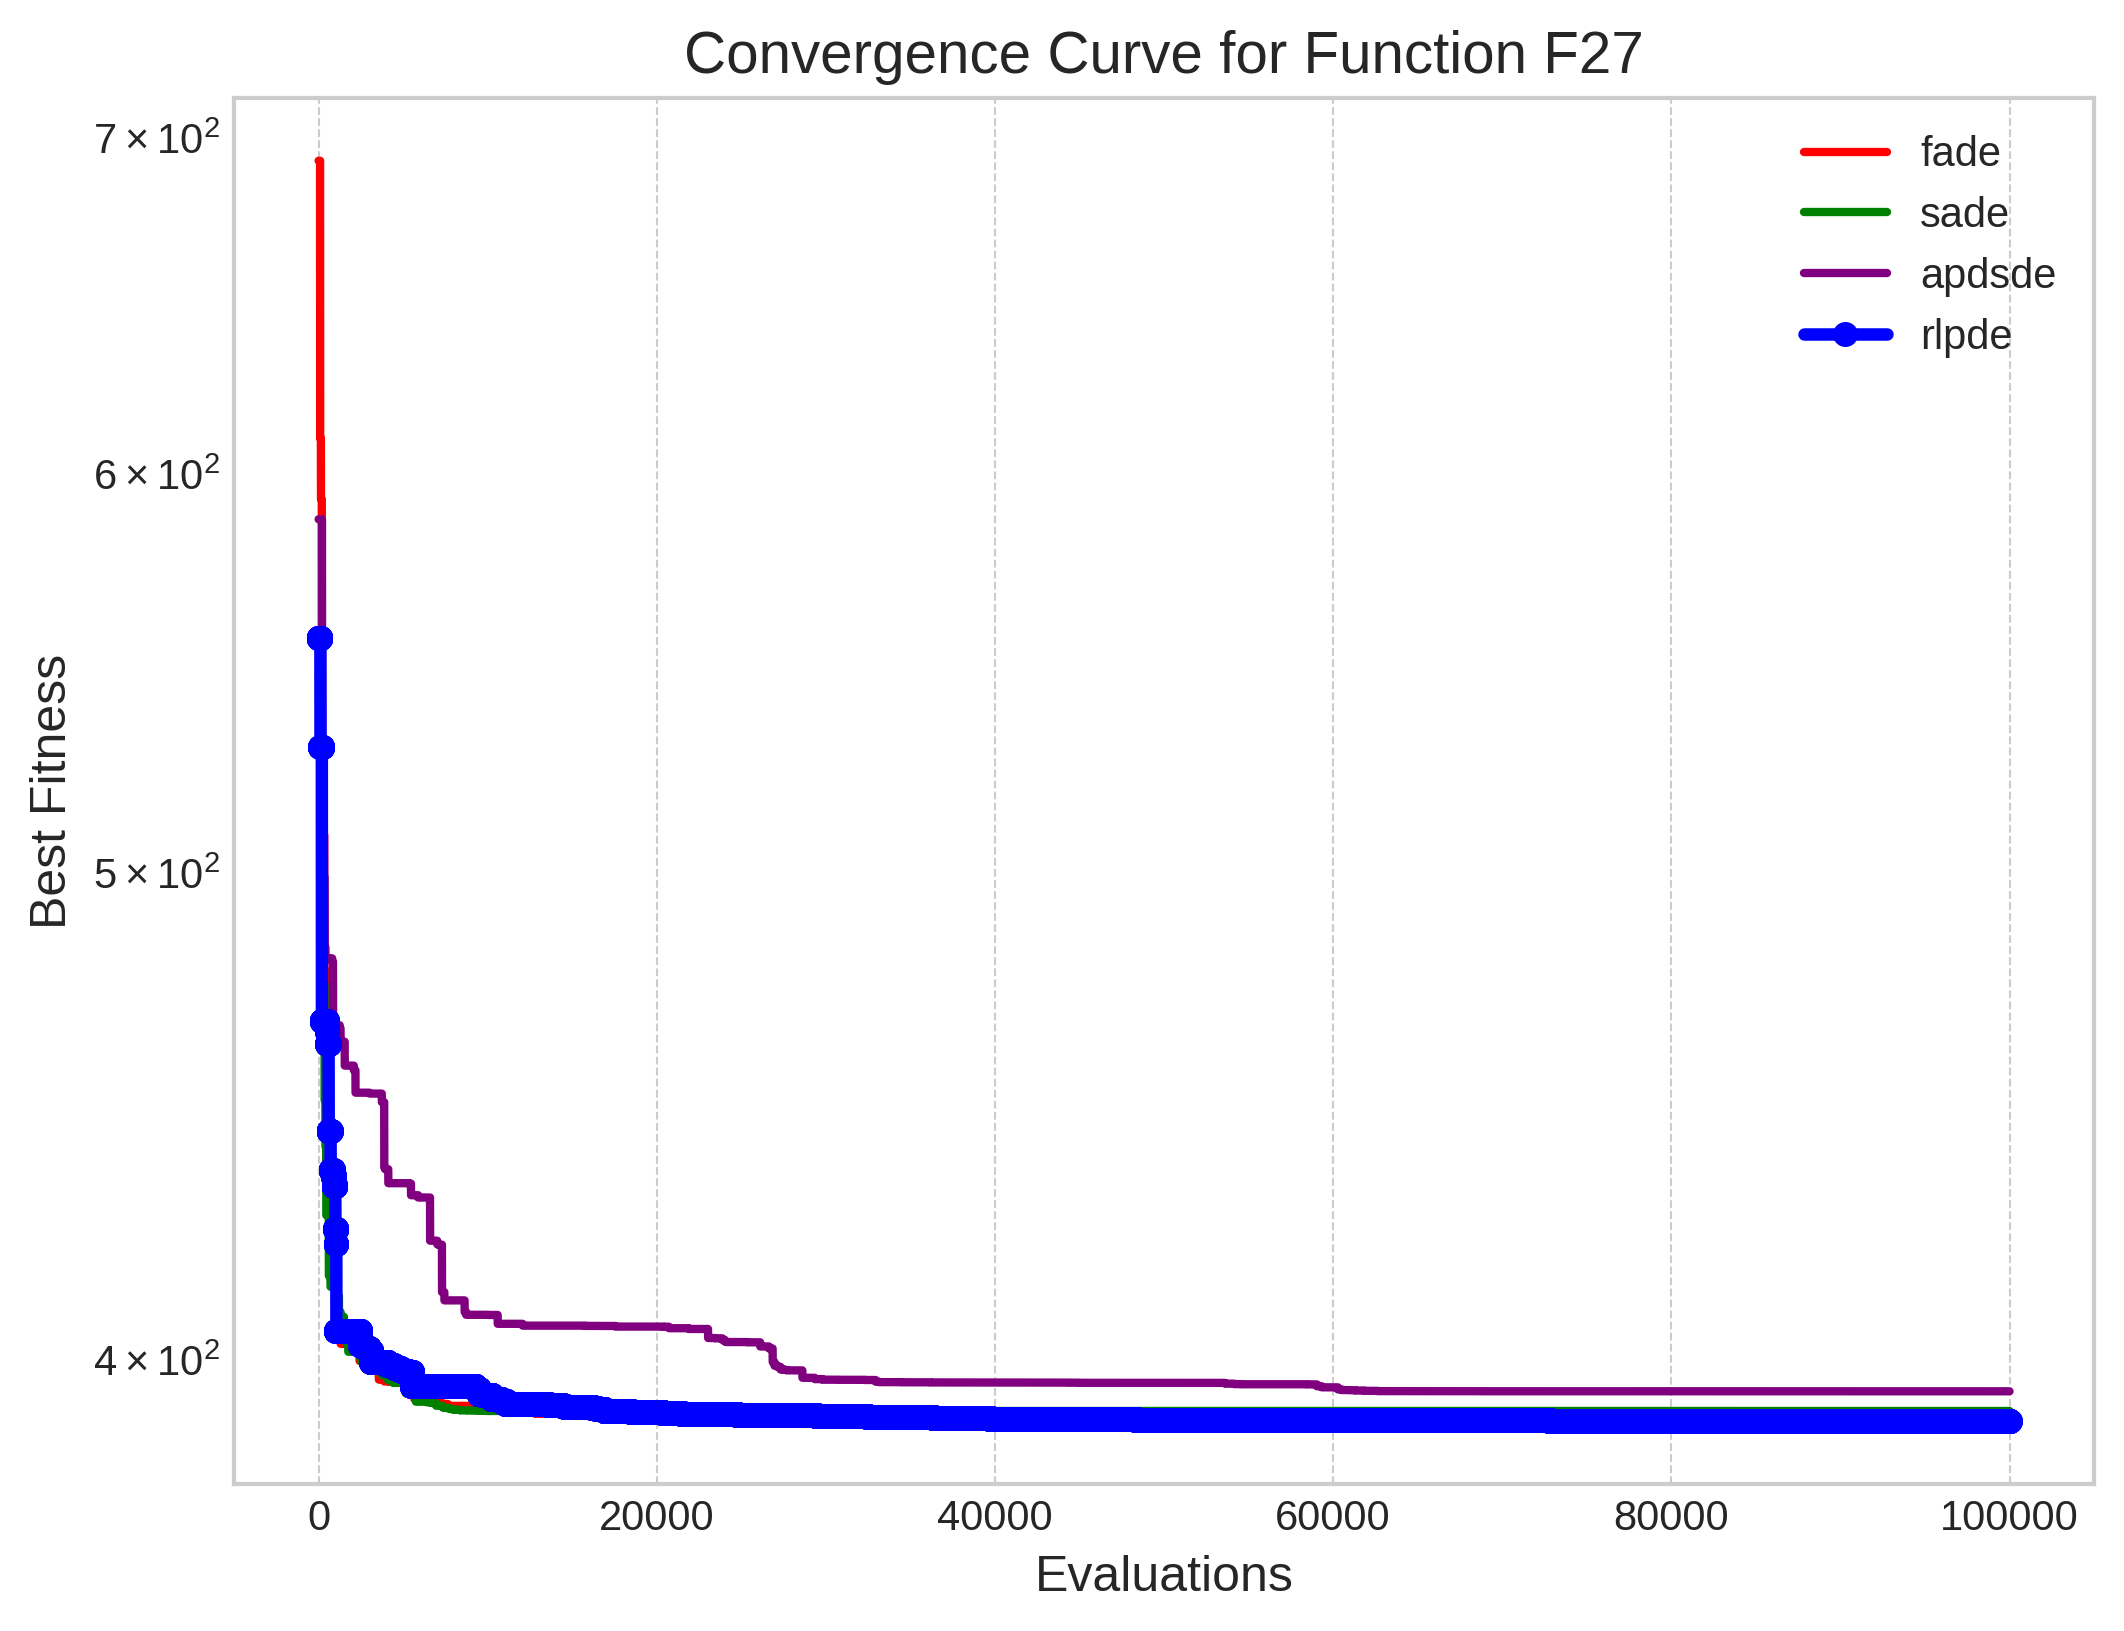 Convergence Curve for Function F27
7 × 10²
6 × 10²
5 × 10²
4 × 10²
Best Fitness
fade
sade
apdsde
rlpde
0 20000 40000 60000 80000 100000
Evaluations